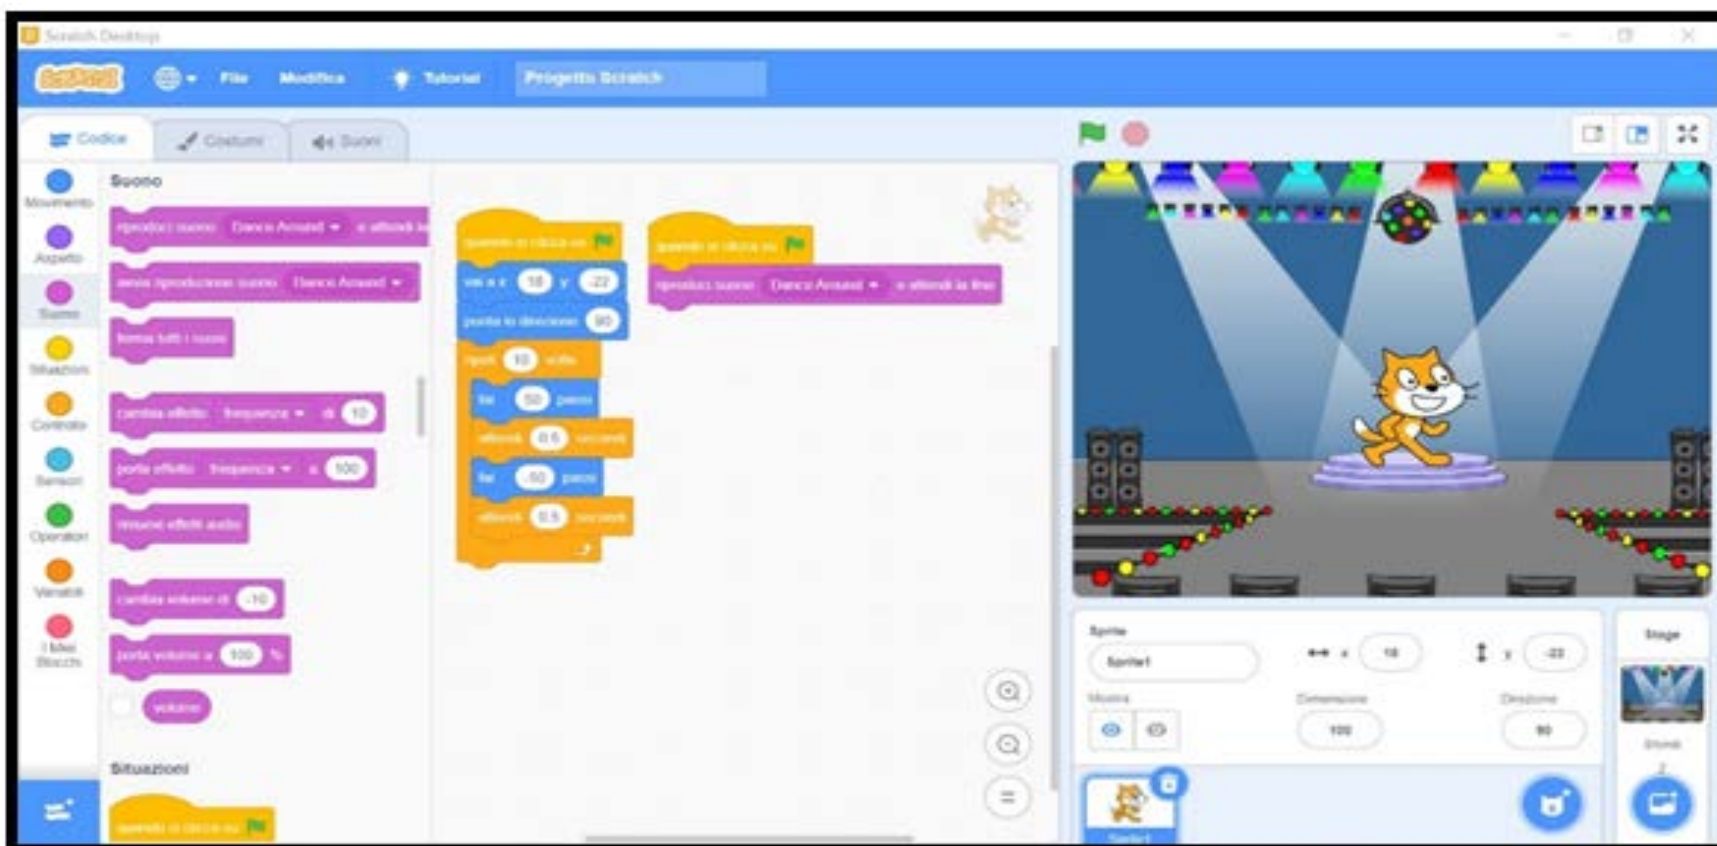 Scratch Desktop
SCRATCH
File Modifica Tutorial Progetto Scratch
Codice Costumi Suoni
Movimento
Aspetto
Suono
Situazioni
Controllo
Sensori
Operatori
Variabili
I Miei
Blocchi
Suono
riproduci suono Dance Around e attendi la
avvia riproduzione suono Dance Around
ferma tutti i suoni
cambia effetto frequenza di 10
porta effetto frequenza a 100
rimuovi effetti audio
cambia volume di -10
porta volume a 100 %
volume
Situazioni
quando si clicca su
quando si clicca su
vai a x 18 y -22
punta in direzione 90
ripeti 10 volte
fai 50 passi
attendi 0.5 secondi
fai -50 passi
attendi 0.5 secondi
quando si clicca su
riproduci suono Dance Around e attendi la fine
Sprite
Sprite1
x 18
y -22
Mostra
Dimensione
100
Direzione
90
Sprite1
Stage
Sfondi
2